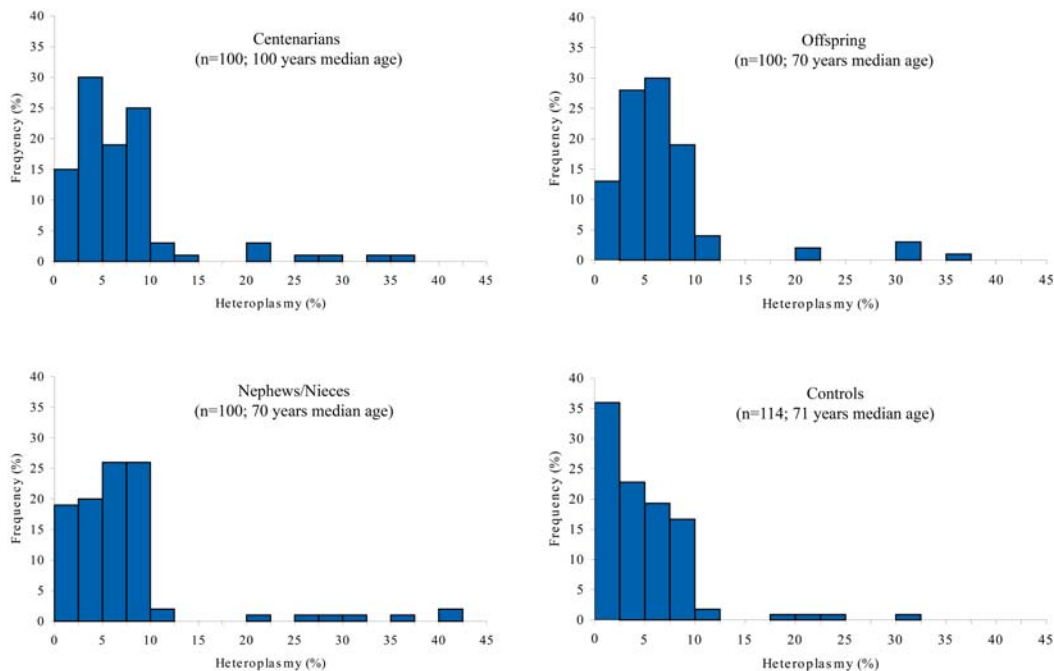 Centenarians
(n=100; 100 years median age)
Freqyency (%)
40
35
30
25
20
15
10
5
0
0 5 10 15 20 25 30 35 40 45
Heteroplasmy (%)
Offspring
(n=100; 70 years median age)
Frequency (%)
40
35
30
25
20
15
10
5
0
0 5 10 15 20 25 30 35 40 45
Heteroplasmy (%)
Nephews/Nieces
(n=100; 70 years median age)
Frequency (%)
40
35
30
25
20
15
10
5
0
0 5 10 15 20 25 30 35 40 45
Heteroplasmy (%)
Controls
(n=114; 71 years median age)
Frequency (%)
40
35
30
25
20
15
10
5
0
0 5 10 15 20 25 30 35 40 45
Heteroplasmy (%)